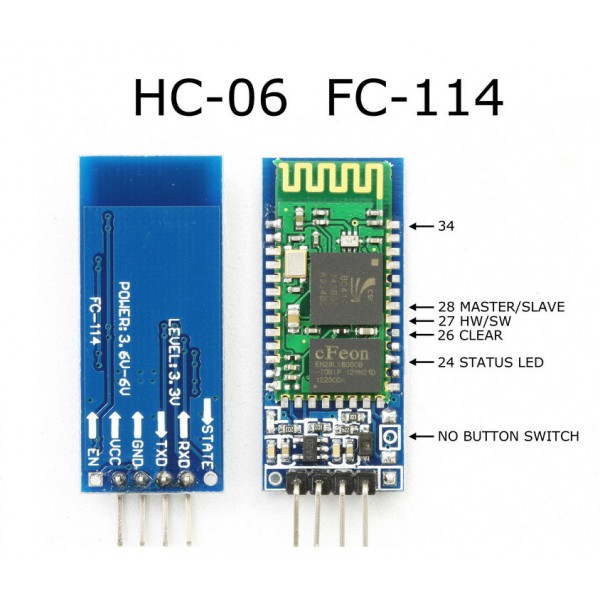 HC-06 FC-114
34
28 MASTER/SLAVE
27 HW/SW
26 CLEAR
24 STATUS LED
NO BUTTON SWITCH
FC-114
POWER:3.6V-6V
LEVEL:3.3V
EN
VCC
GND
TXD
RXD
STATE
csr
cFeon